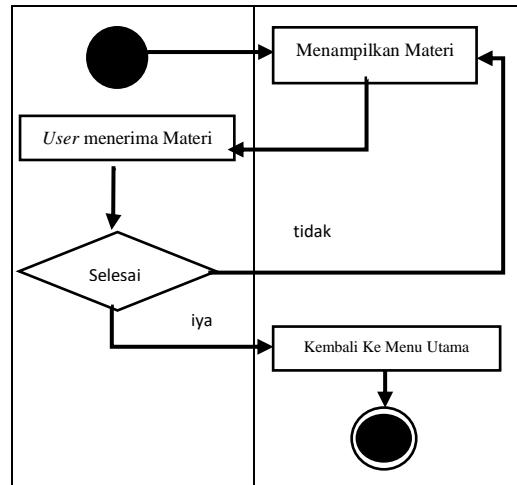 Menampilkan Materi
User menerima Materi
tidak
Selesai
iya
Kembali Ke Menu Utama